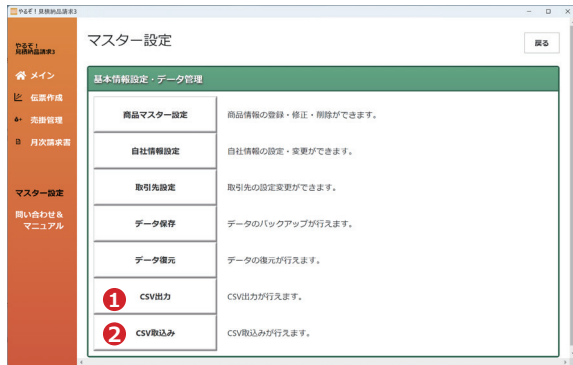 やるぞ!見積納品請求3
やるぞ!
見積納品請求3
マスター設定
戻る
メイン
伝票作成
売掛管理
月次請求書
マスター設定
問い合わせ&
マニュアル
基本情報設定・データ管理
商品マスター設定 商品情報の登録・修正・削除ができます。
自社情報設定 自社情報の設定・変更ができます。
取引先設定 取引先の設定変更ができます。
データ保存 データのバックアップが行えます。
データ復元 データの復元が行えます。
1 CSV出力 CSV出力が行えます。
2 CSV取込み CSV取込みが行えます。